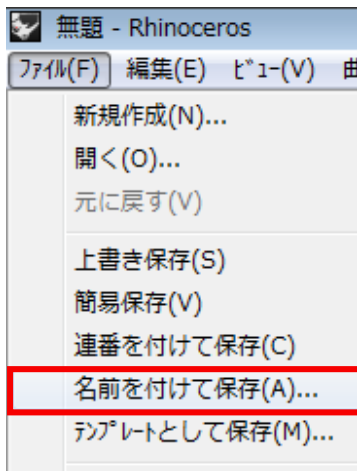 無題 - Rhinoceros
ﾌｧｲﾙ(F) 編集(E) ﾋﾞｭｰ(V)
新規作成(N)...
開く(O)...
元に戻す(V)
上書き保存(S)
簡易保存(V)
連番を付けて保存(C)
名前を付けて保存(A)...
ﾃﾝﾌﾟﾚｰﾄとして保存(M)...